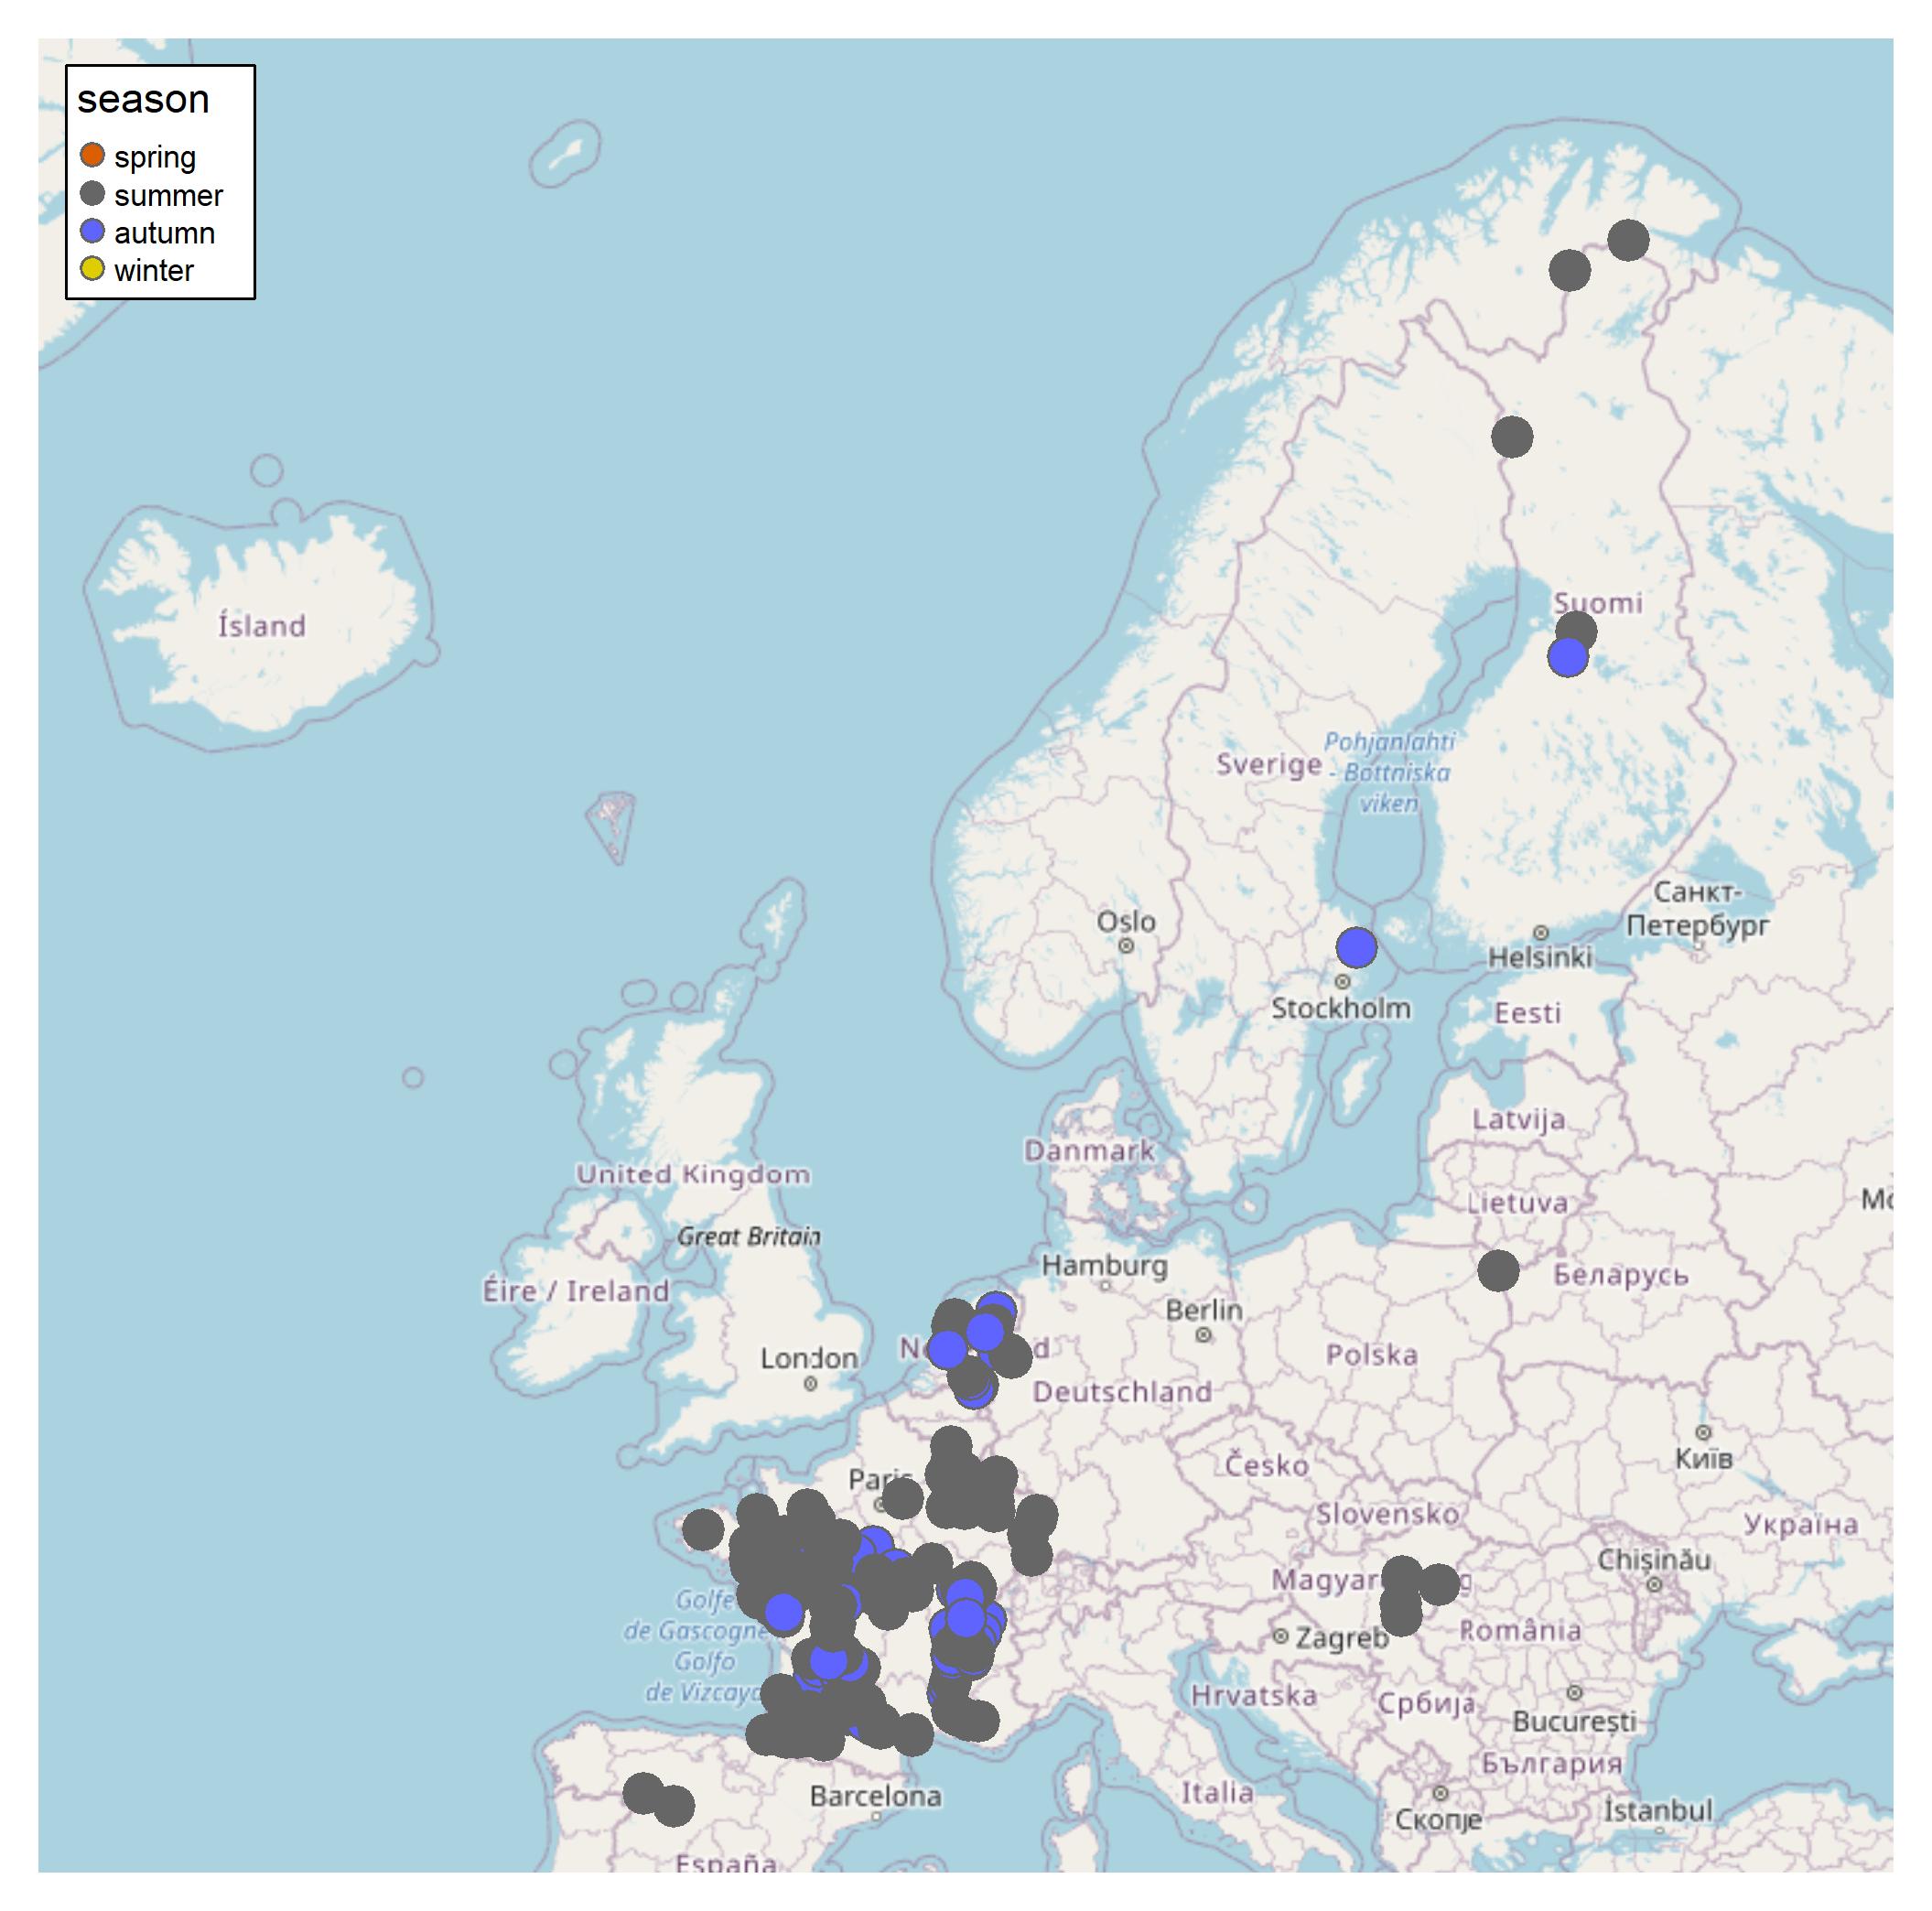 season
spring
summer
autumn
winter
Ísland
Suomi
Sverige
Pohjanlahti
- Bottniska
viken
Санкт-
Петербург
Oslo
Helsinki
Stockholm
Eesti
Latvija
Danmark
United Kingdom
Lietuva
Mo
Great Britain
Hamburg
Беларусь
Éire / Ireland
Berlin
London
Polska
Deutschland
Київ
Česko
Paris
Slovensko
Україна
Chișinău
Magyar
Golfe
de Gascogne
Golfo
de Vizcaya
România
Zagreb
Hrvatska
Србија
București
България
Barcelona
Italia
Скопје
İstanbul
España